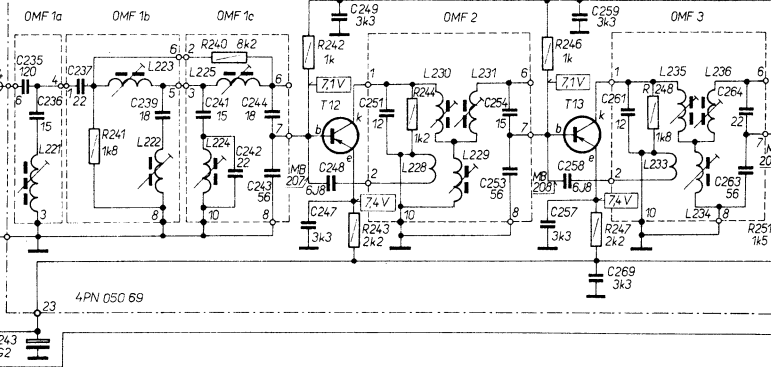 OMF 1a
OMF 1b
OMF 1c
C249
3k3
OMF 2
C259
3k3
OMF 3
C235
120
C237
22
6
1
4
L223
6
5
2
3
R240 8k2
L225
6
R242
1k
7,1V
1
L230
L231
6
R246
1k
7,1V
1
L235
L236
6
C236
15
C239
18
C241
15
C244
18
T12
k
C251
12
R244
1k2
C254
15
T13
k
C261
12
R248
1k8
C264
22
R241
1k8
7
b
7
b
7
L221
L222
L224
C242
22
C243
56
MB
207
e
C248
6J8
2
L228
L229
C253
56
MB
208
e
C258
6J8
2
L233
C263
56
C247
3k3
7,4V
C257
3k3
7,4V
L234
3
8
10
8
10
8
10
8
R243
2k2
R247
2k2
R251
1k5
C269
3k3
4PN 050 69
23
243
G2